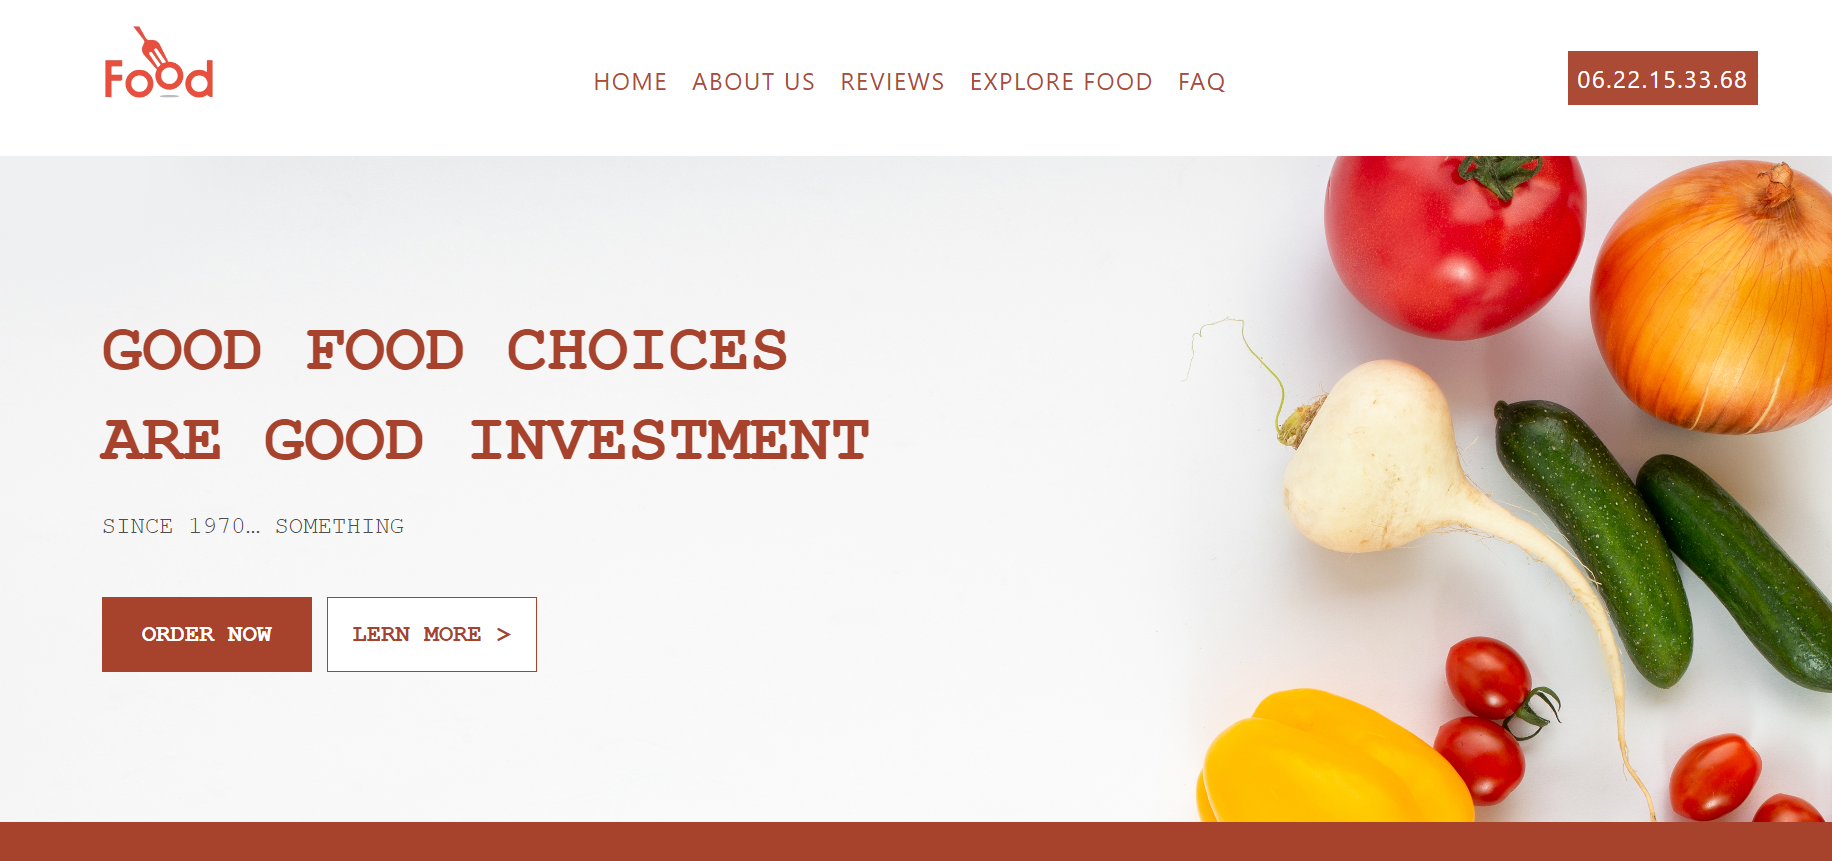 Food
HOME ABOUT US REVIEWS EXPLORE FOOD FAQ
06.22.15.33.68
GOOD FOOD CHOICES
ARE GOOD INVESTMENT
SINCE 1970… SOMETHING
ORDER NOW
LERN MORE >